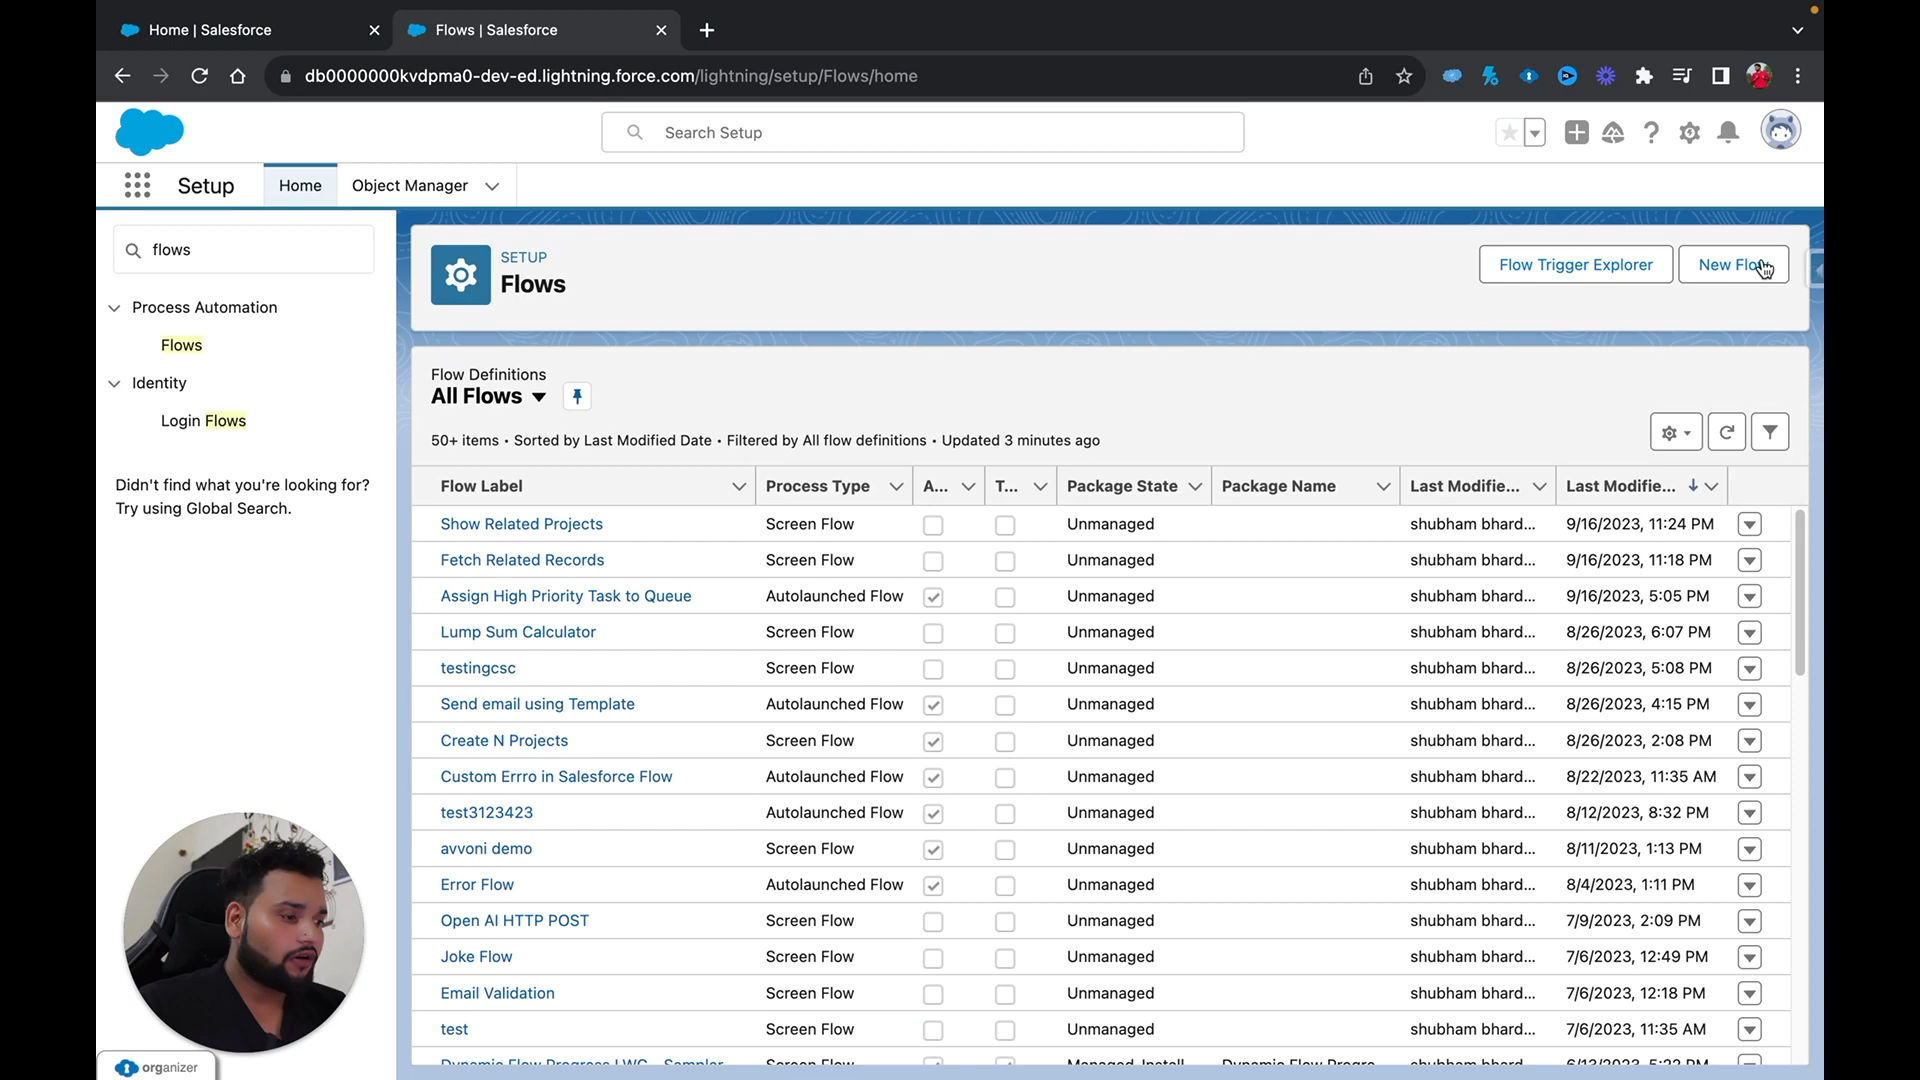 Home | Salesforce
Flows | Salesforce
db0000000kvdpma0-dev-ed.lightning.force.com/lightning/setup/Flows/home
Search Setup
Setup
Home
Object Manager
flows
Process Automation
Flows
Identity
Login Flows
Didn't find what you're looking for?
Try using Global Search.
SETUP
Flows
Flow Trigger Explorer
New Flow
Flow Definitions
All Flows
50+ items • Sorted by Last Modified Date • Filtered by All flow definitions • Updated 3 minutes ago
Flow Label Process Type A... T... Package State Package Name Last Modifie... Last Modifie...
Show Related Projects Screen Flow Unmanaged shubham bhard... 9/16/2023, 11:24 PM
Fetch Related Records Screen Flow Unmanaged shubham bhard... 9/16/2023, 11:18 PM
Assign High Priority Task to Queue Autolaunched Flow Unmanaged shubham bhard... 9/16/2023, 5:05 PM
Lump Sum Calculator Screen Flow Unmanaged shubham bhard... 8/26/2023, 6:07 PM
testingcsc Screen Flow Unmanaged shubham bhard... 8/26/2023, 5:08 PM
Send email using Template Autolaunched Flow Unmanaged shubham bhard... 8/26/2023, 4:15 PM
Create N Projects Screen Flow Unmanaged shubham bhard... 8/26/2023, 2:08 PM
Custom Errro in Salesforce Flow Autolaunched Flow Unmanaged shubham bhard... 8/22/2023, 11:35 AM
test3123423 Autolaunched Flow Unmanaged shubham bhard... 8/12/2023, 8:32 PM
avvoni demo Screen Flow Unmanaged shubham bhard... 8/11/2023, 1:13 PM
Error Flow Autolaunched Flow Unmanaged shubham bhard... 8/4/2023, 1:11 PM
Open AI HTTP POST Screen Flow Unmanaged shubham bhard... 7/9/2023, 2:09 PM
Joke Flow Screen Flow Unmanaged shubham bhard... 7/6/2023, 12:49 PM
Email Validation Screen Flow Unmanaged shubham bhard... 7/6/2023, 12:18 PM
test Screen Flow Unmanaged shubham bhard... 7/6/2023, 11:35 AM
Dynamic Flow Progress LWC - Sampler Screen Flow Managed-Install... Dynamic Flow Progre... shubham bhard... 6/13/2023, 5:22 PM
organizer